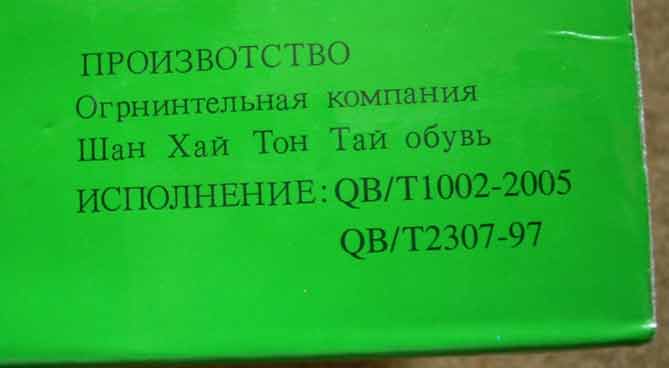 ПРОИЗВОТСТВО
Огрнинтельная компания
Шан Хай Тон Тай обувь
ИСПОЛНЕНИЕ:QB/T1002-2005
QB/T2307-97